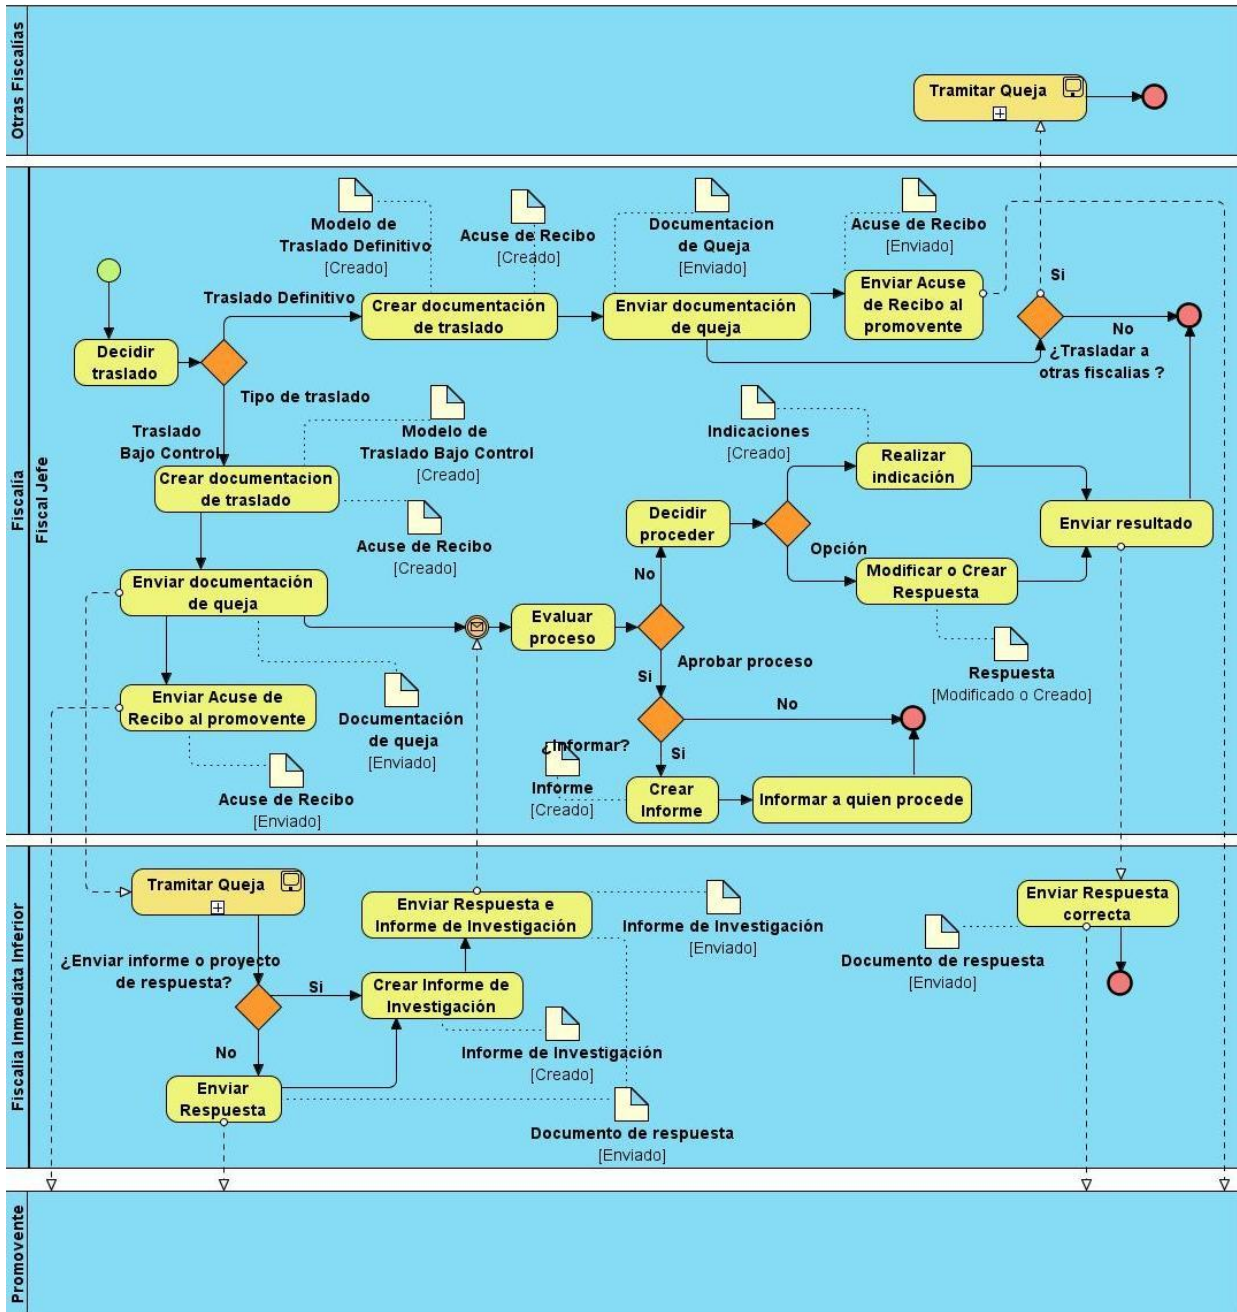 Otras Fiscalías
Tramitar Queja
Fiscalía
Fiscal Jefe
Modelo de
Traslado Definitivo
[Creado]
Acuse de Recibo
[Creado]
Documentacion
de Queja
[Enviado]
Acuse de Recibo
[Enviado]
Si
Traslado Definitivo
Crear documentación
de traslado
Enviar documentación
de queja
Enviar Acuse
de Recibo al
promovente
No
¿Trasladar a
otras fiscalias ?
Decidir
traslado
Tipo de traslado
Traslado
Bajo Control
Modelo de
Traslado Bajo Control
[Creado]
Indicaciones
[Creado]
Realizar
indicación
Crear documentacion
de traslado
Acuse de Recibo
[Creado]
Decidir
proceder
Opción
Enviar resultado
Enviar documentación
de queja
No
Modificar o Crear
Respuesta
Evaluar
proceso
Aprobar proceso
Si
Respuesta
[Modificado o Creado]
Enviar Acuse de
Recibo al promovente
Documentación
de queja
[Enviado]
No
¿Informar?
Si
Acuse de Recibo
[Enviado]
Informe
[Creado]
Crear
Informe
Informar a quien procede
Fiscalia Inmediata Inferior
Tramitar Queja
Enviar Respuesta e
Informe de Investigación
Informe de Investigación
[Enviado]
Enviar Respuesta
correcta
Documento de respuesta
[Enviado]
¿Enviar informe o proyecto
de respuesta?
Si
Crear Informe de
Investigación
No
Informe de Investigación
[Creado]
Enviar
Respuesta
Documento de respuesta
[Enviado]
Promovente